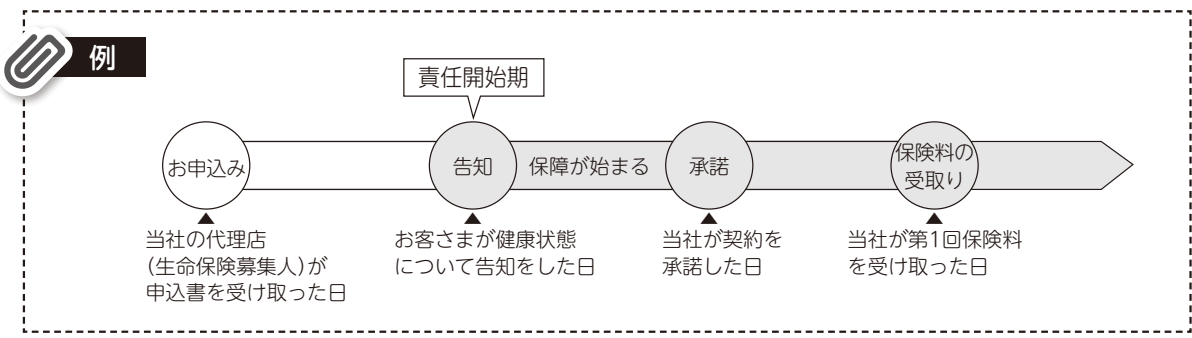 例
責任開始期
お申込み
告知
保障が始まる
承諾
保険料の
受取り
当社の代理店
(生命保険募集人)が
申込書を受け取った日
お客さまが健康状態
について告知をした日
当社が契約を
承諾した日
当社が第1回保険料
を受け取った日